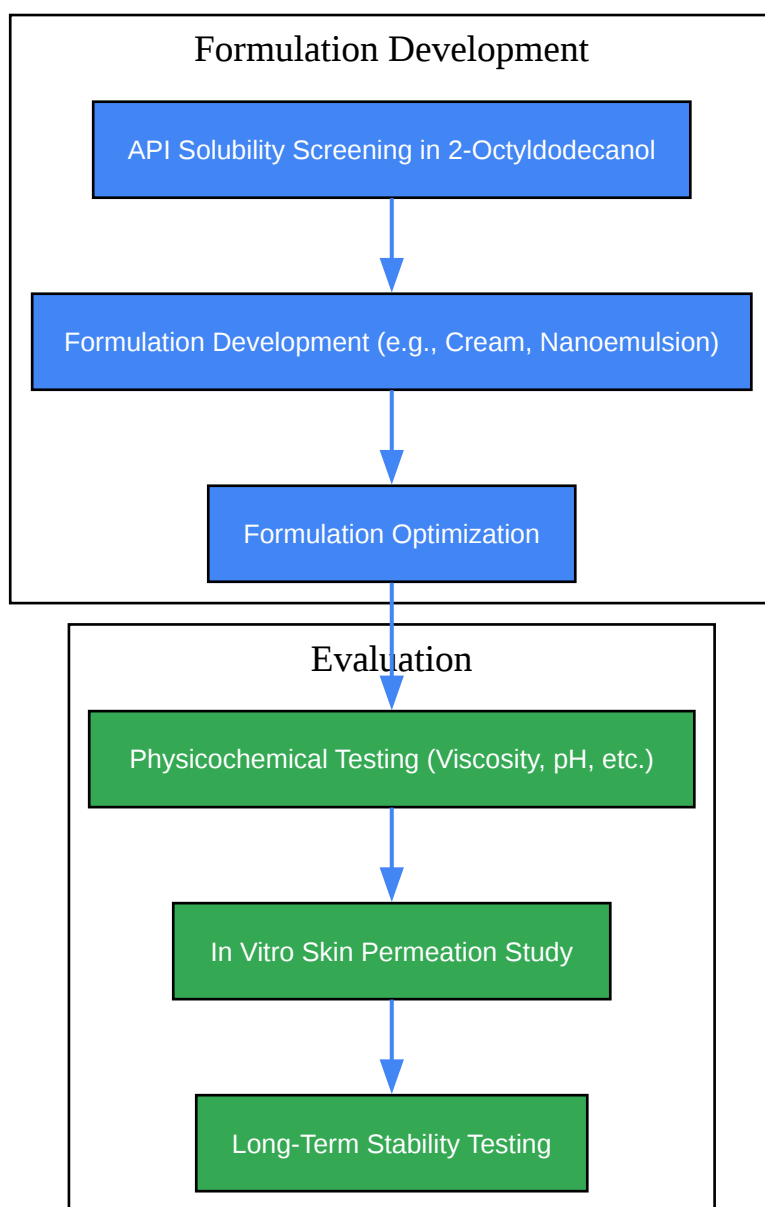 Formulation Development
API Solubility Screening in 2-Octyldodecanol
Formulation Development (e.g., Cream, Nanoemulsion)
Formulation Optimization
Evaluation
Physicochemical Testing (Viscosity, pH, etc.)
In Vitro Skin Permeation Study
Long-Term Stability Testing